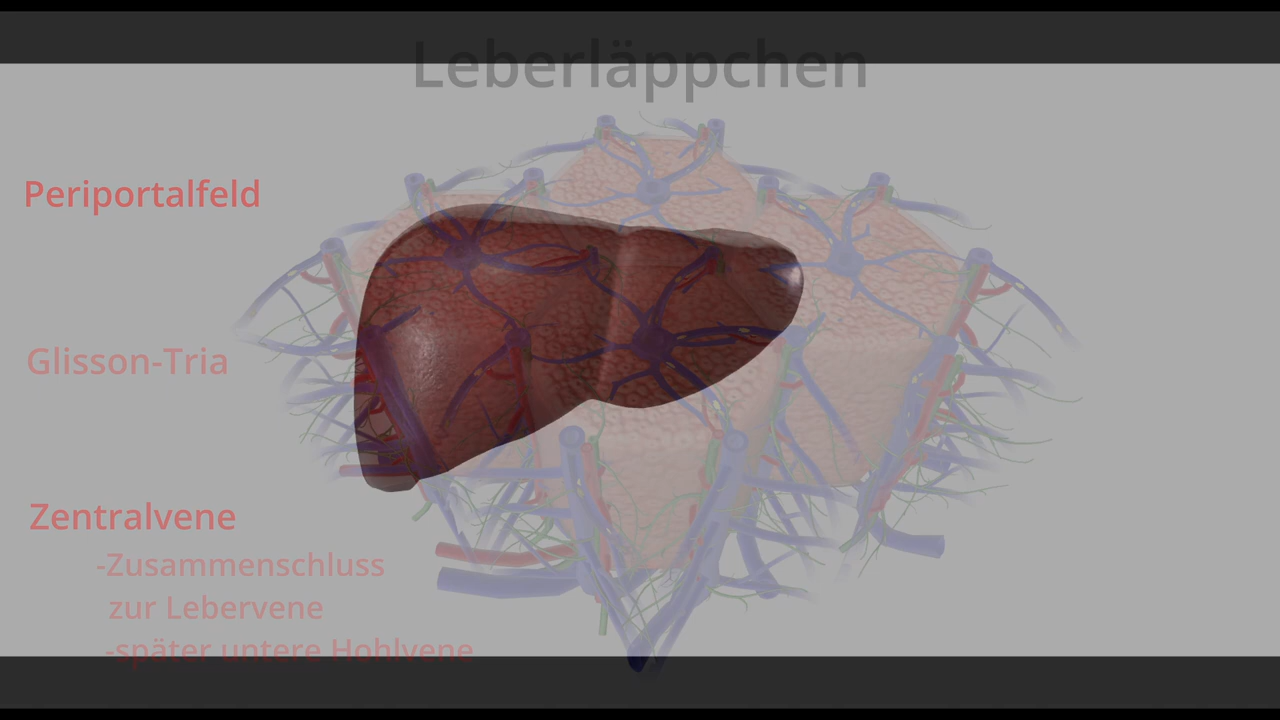 Leberläppchen
Periportalfeld
Glisson-Tria
Zentralvene
-Zusammenschluss
zur Lebervene
-später untere Hohlvene